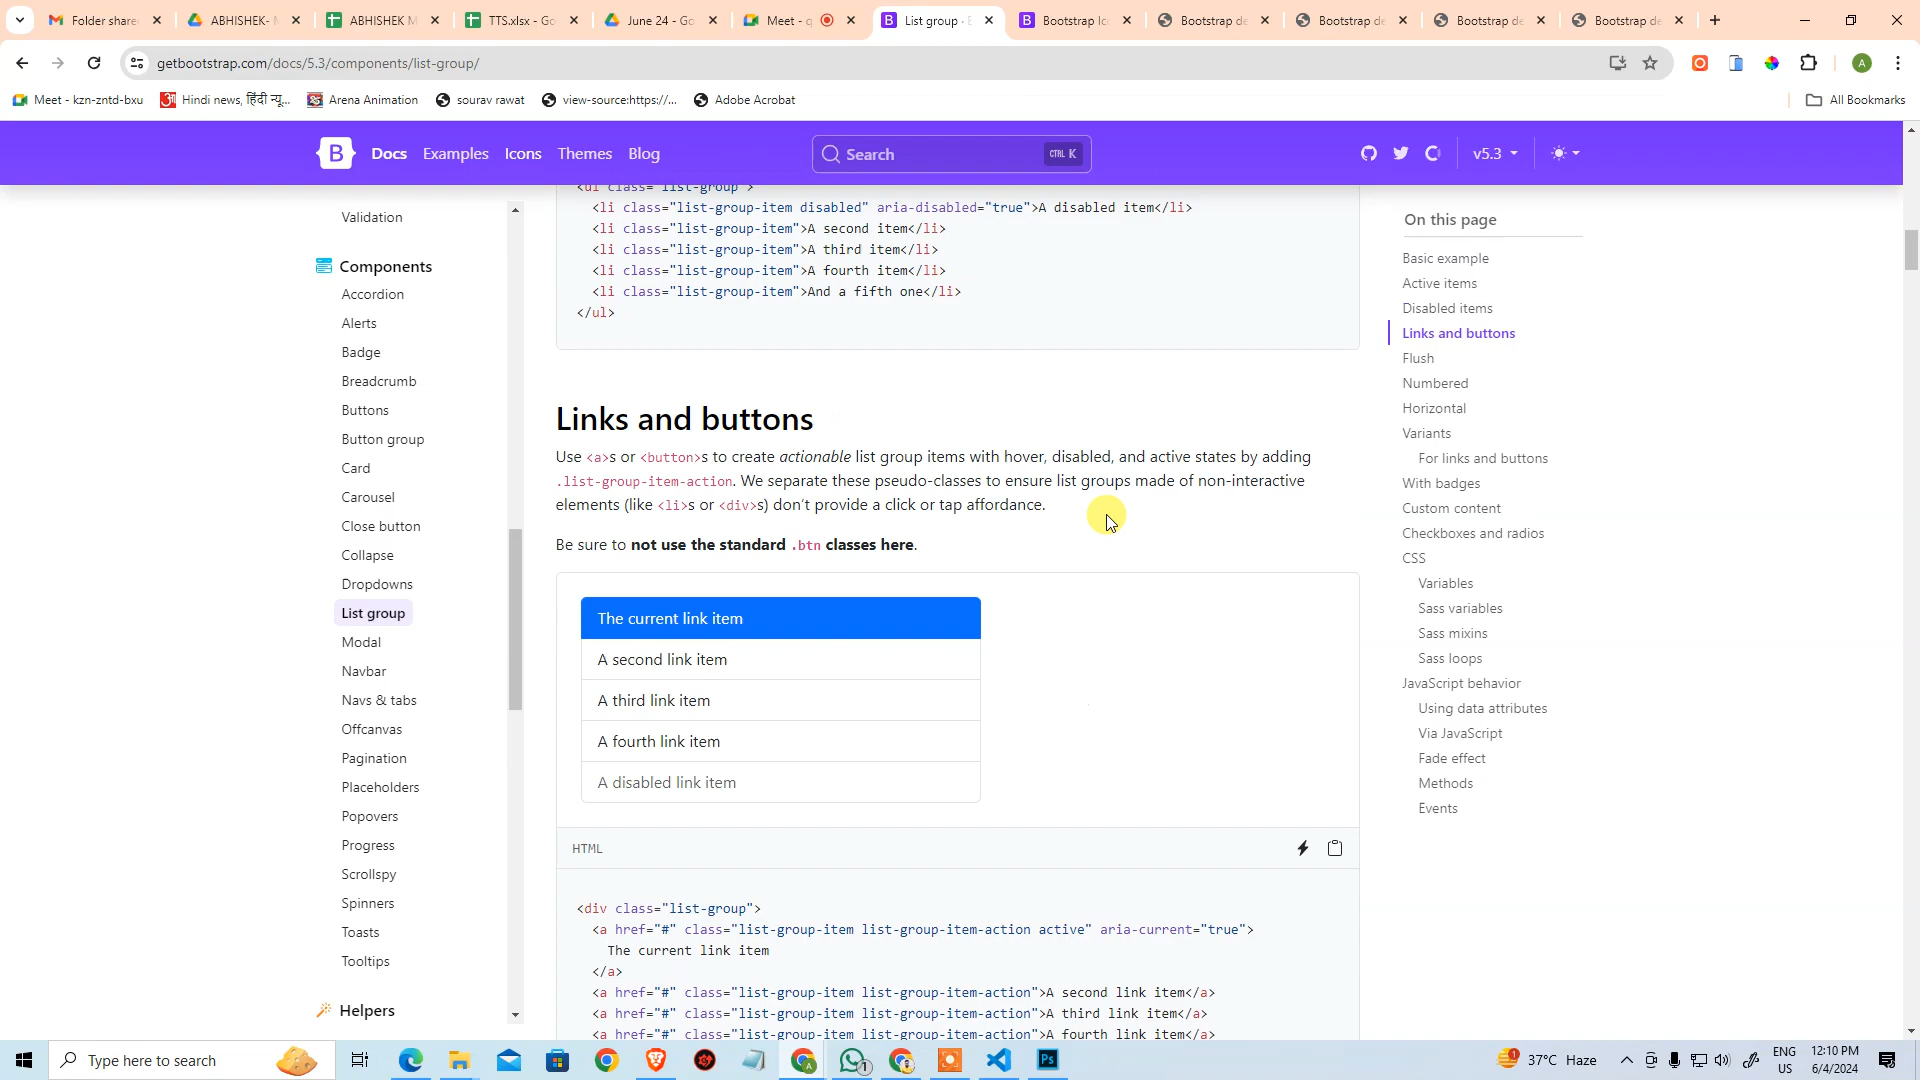 Folder share
ABHISHEK- M
ABHISHEK M
TTS.xlsx - Go
June 24 - Go
Meet - q
List group · B
Bootstrap Ic
Bootstrap de
Bootstrap de
Bootstrap de
Bootstrap de
getbootstrap.com/docs/5.3/components/list-group/
A
Meet - kzn-zntd-bxu
Hindi news, हिंदी न्यू...
Arena Animation
sourav rawat
view-source:https://...
Adobe Acrobat
All Bookmarks
B
Docs
Examples
Icons
Themes
Blog
Search
CTRL K
v5.3
Validation
Components
Accordion
Alerts
Badge
Breadcrumb
Buttons
Button group
Card
Carousel
Close button
Collapse
Dropdowns
List group
Modal
Navbar
Navs & tabs
Offcanvas
Pagination
Placeholders
Popovers
Progress
Scrollspy
Spinners
Toasts
Tooltips
Helpers
<ul class="list-group">
<li class="list-group-item disabled" aria-disabled="true">A disabled item</li>
<li class="list-group-item">A second item</li>
<li class="list-group-item">A third item</li>
<li class="list-group-item">A fourth item</li>
<li class="list-group-item">And a fifth one</li>
</ul>
Links and buttons
Use <a>s or <button>s to create actionable list group items with hover, disabled, and active states by adding
.list-group-item-action. We separate these pseudo-classes to ensure list groups made of non-interactive
elements (like <li>s or <div>s) don’t provide a click or tap affordance.
Be sure to not use the standard .btn classes here.
The current link item
A second link item
A third link item
A fourth link item
A disabled link item
HTML
<div class="list-group">
<a href="#" class="list-group-item list-group-item-action active" aria-current="true">
The current link item
</a>
<a href="#" class="list-group-item list-group-item-action">A second link item</a>
<a href="#" class="list-group-item list-group-item-action">A third link item</a>
<a href="#" class="list-group-item list-group-item-action">A fourth link item</a>
On this page
Basic example
Active items
Disabled items
Links and buttons
Flush
Numbered
Horizontal
Variants
For links and buttons
With badges
Custom content
Checkboxes and radios
CSS
Variables
Sass variables
Sass mixins
Sass loops
JavaScript behavior
Using data attributes
Via JavaScript
Fade effect
Methods
Events
Type here to search
A
1
Ps
1
37°C Haze
ENG
US
12:10 PM
6/4/2024